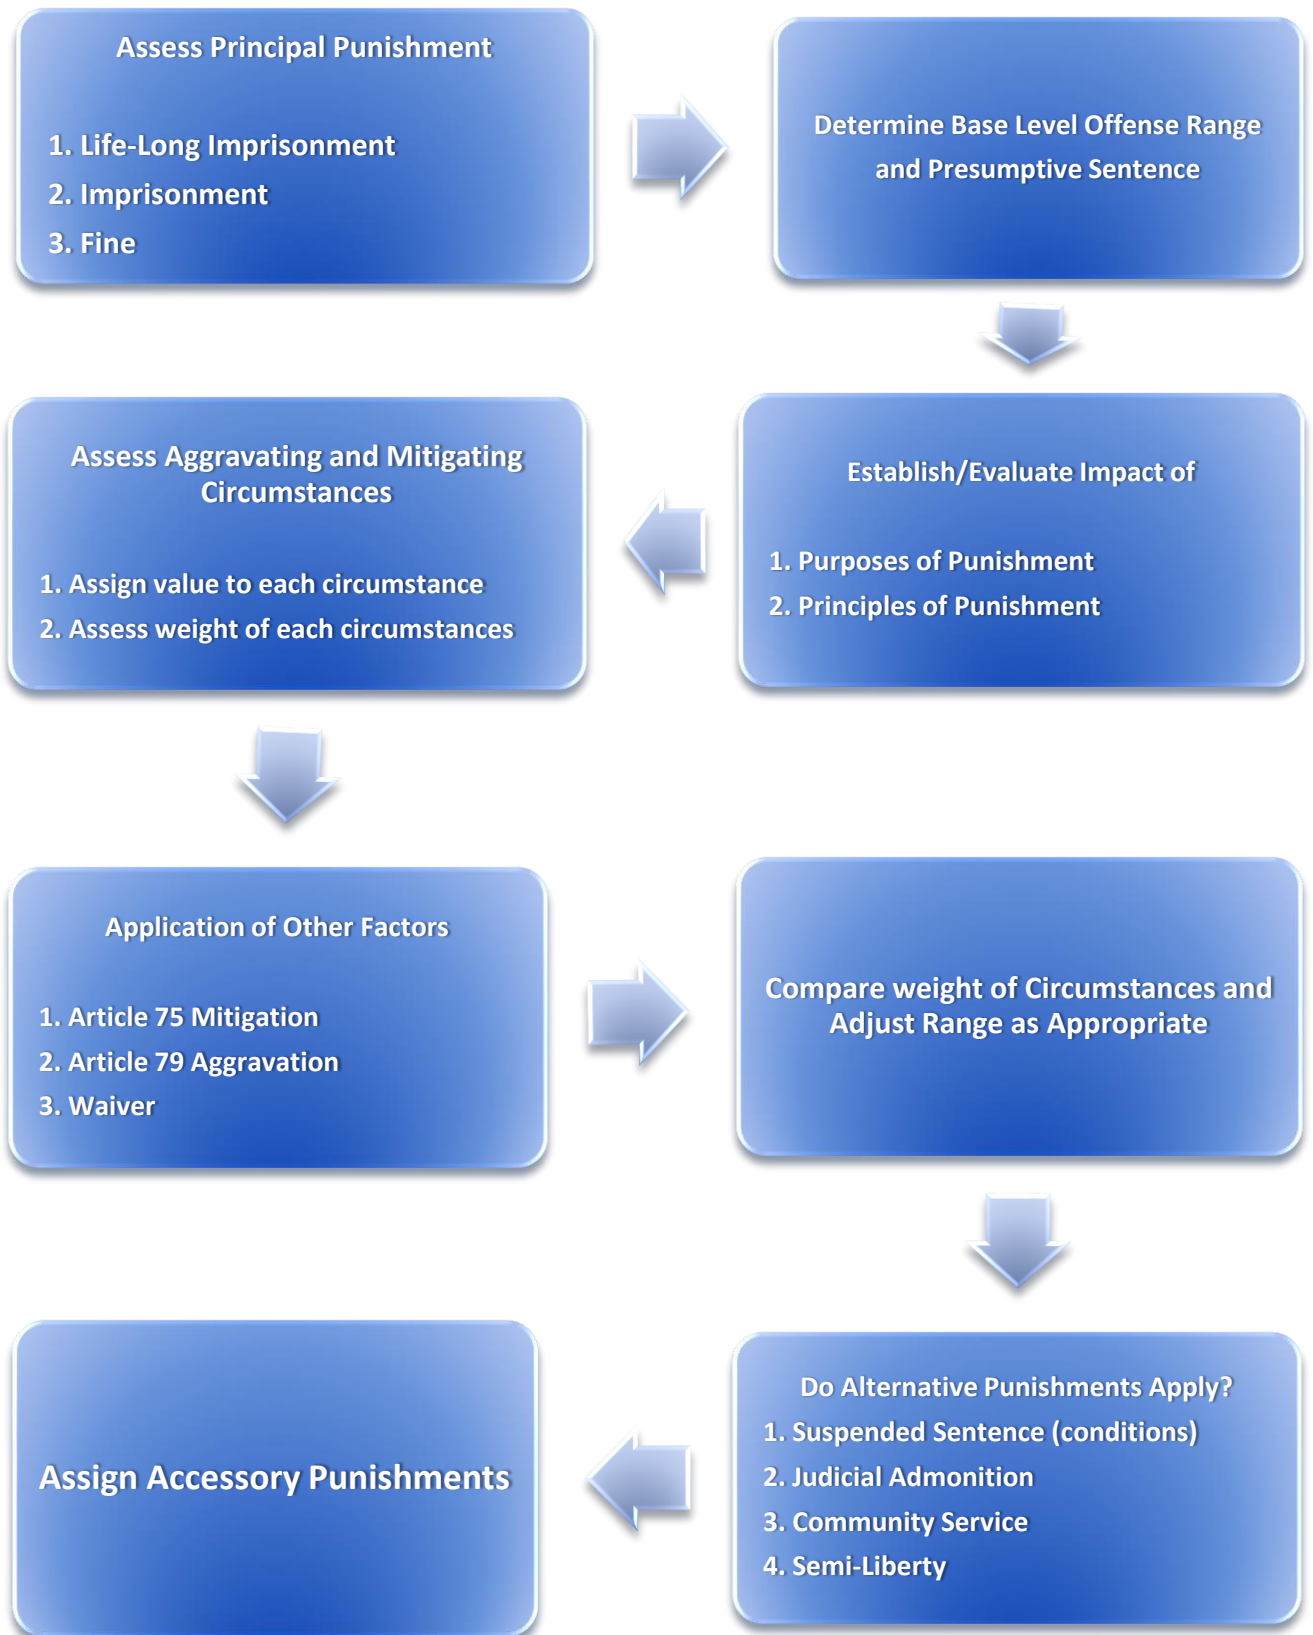 Assess Principal Punishment
1. Life-Long Imprisonment
2. Imprisonment
3. Fine
Determine Base Level Offense Range
and Presumptive Sentence
Establish/Evaluate Impact of
1. Purposes of Punishment
2. Principles of Punishment
Assess Aggravating and Mitigating
Circumstances
1. Assign value to each circumstance
2. Assess weight of each circumstances
Application of Other Factors
1. Article 75 Mitigation
2. Article 79 Aggravation
3. Waiver
Compare weight of Circumstances and
Adjust Range as Appropriate
Do Alternative Punishments Apply?
1. Suspended Sentence (conditions)
2. Judicial Admonition
3. Community Service
4. Semi-Liberty
Assign Accessory Punishments